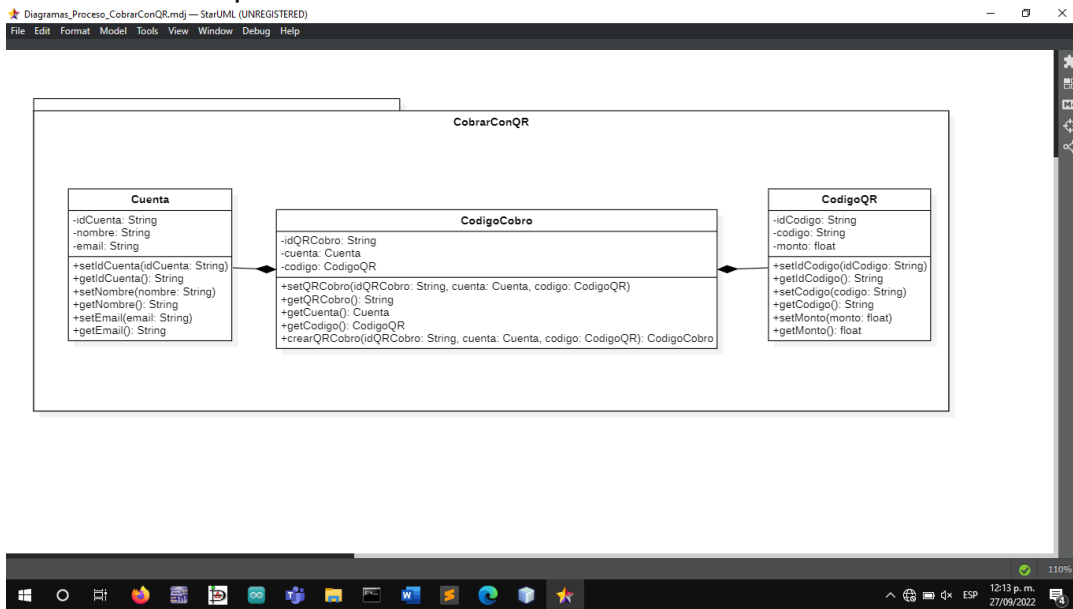 Diagramas_Proceso_CobrarConQR.mdj — StarUML (UNREGISTERED)
File Edit Format Model Tools View Window Debug Help
CobrarConQR
Cuenta
-idCuenta: String
-nombre: String
-email: String
+setIdCuenta(idCuenta: String)
+getIdCuenta(): String
+setNombre(nombre: String)
+getNombre(): String
+setEmail(email: String)
+getEmail(): String
CodigoCobro
-idQRCobro: String
-cuenta: Cuenta
-codigo: CodigoQR
+setQRCobro(idQRCobro: String, cuenta: Cuenta, codigo: CodigoQR)
+getQRCobro(): String
+getCuenta(): Cuenta
+getCodigo(): CodigoQR
+crearQRCobro(idQRCobro: String, cuenta: Cuenta, codigo: CodigoQR): CodigoCobro
CodigoQR
-idCodigo: String
-codigo: String
-monto: float
+setIdCodigo(idCodigo: String)
+getIdCodigo(): String
+setCodigo(codigo: String)
+getCodigo(): String
+setMonto(monto: float)
+getMonto(): float
110%
ESP
12:13 p. m.
27/09/2022
4